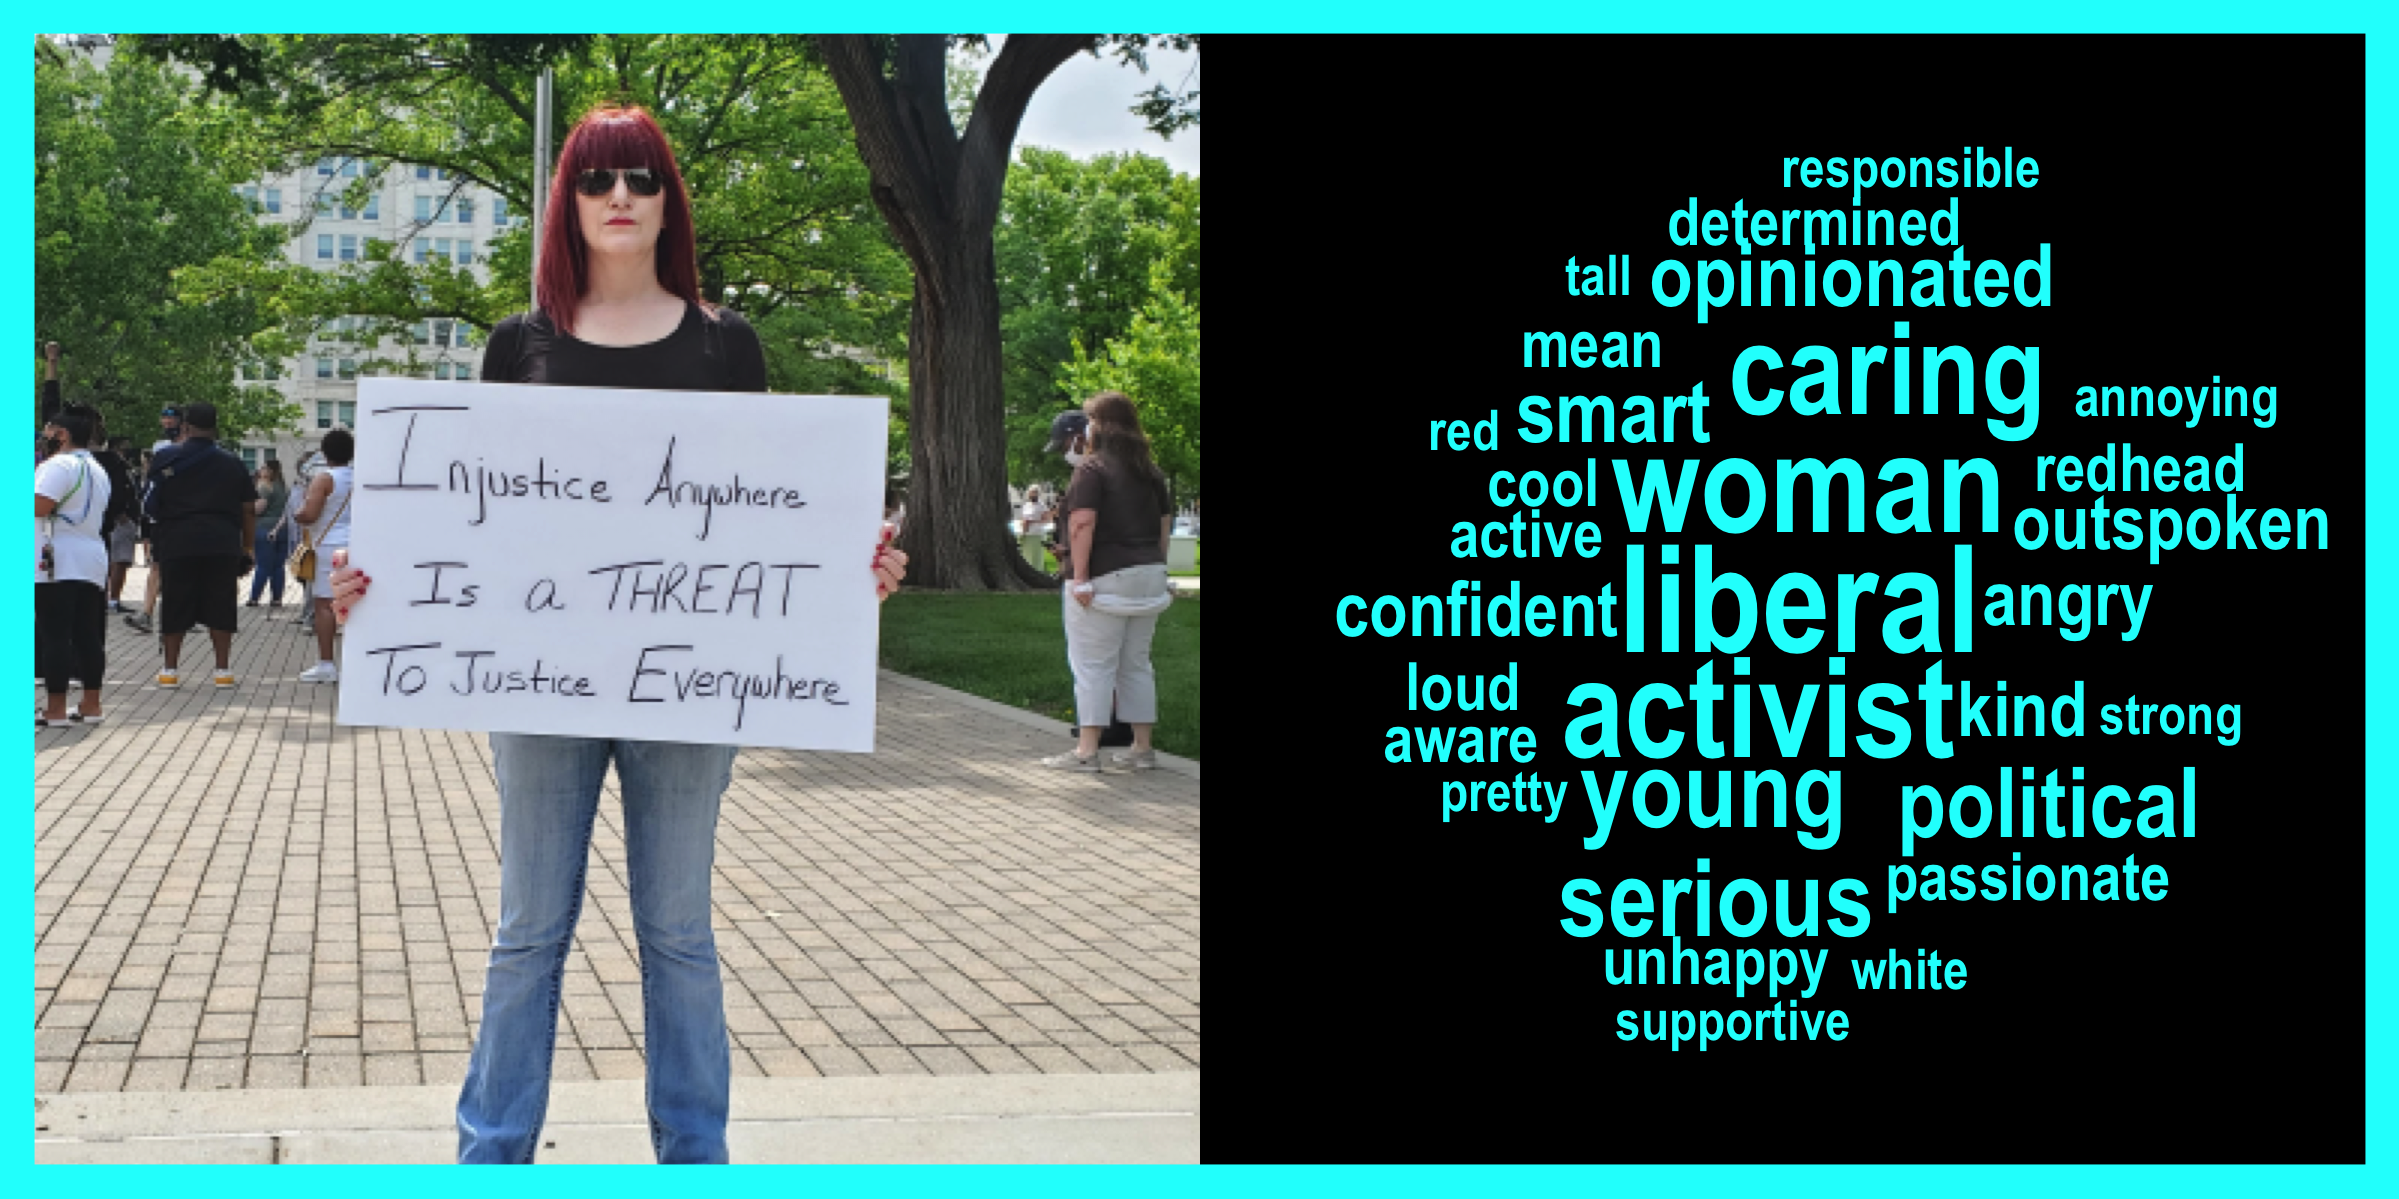 Injustice Anywhere
Is a THREAT
To Justice Everywhere
responsible
determined
tall opinionated
mean caring annoying
red smart
cool woman redhead
active outspoken
confident liberal angry
loud activist kind strong
aware
pretty young political
serious passionate
unhappy white
supportive